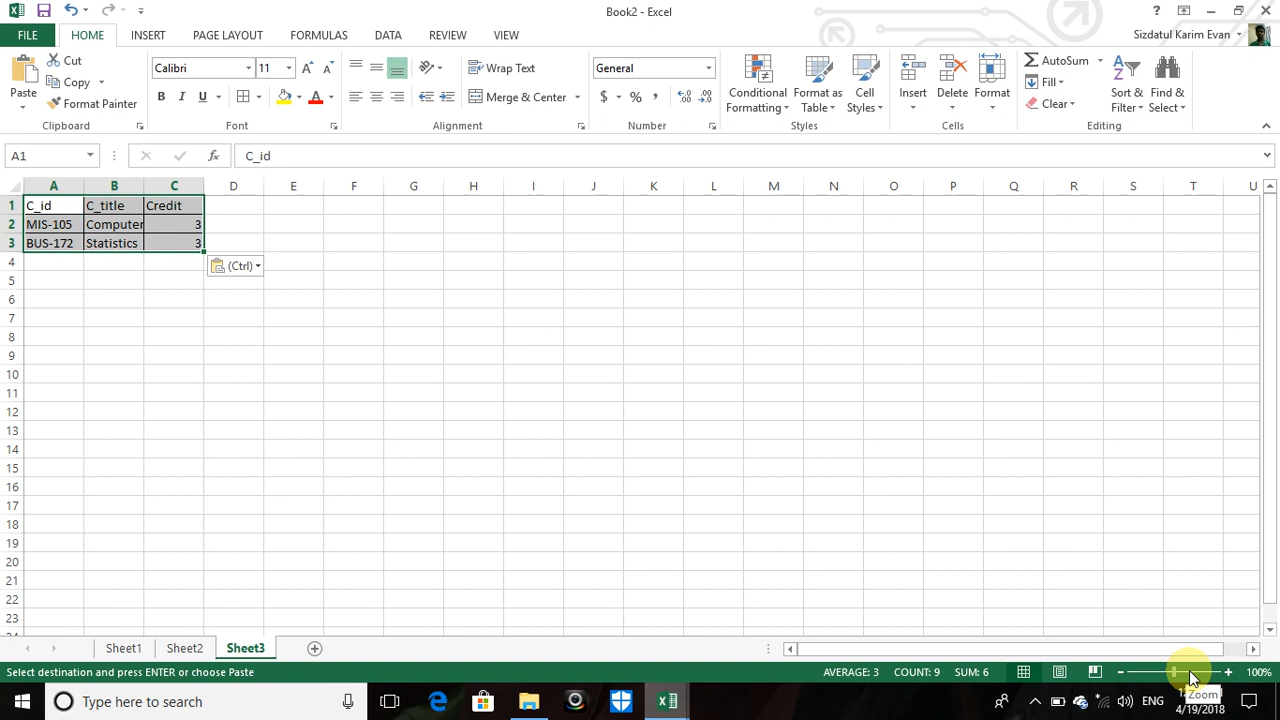 Book2 - Excel
?
FILE HOME INSERT PAGE LAYOUT FORMULAS DATA REVIEW VIEW Sizdatul Karim Evan
Paste
Cut
Copy
Format Painter
Clipboard
Calibri 11
B I U
Font
Wrap Text
Merge & Center
Alignment
General
$ % ,
Number
Conditional Formatting
Format as Table
Cell Styles
Styles
Insert
Delete
Format
Cells
AutoSum
Fill
Clear
Sort & Filter
Find & Select
Editing
A1 fx C_id
A B C D E F G H I J K L M N O P Q R S T U
1 C_id C_title Credit
2 MIS-105 Computer 3
3 BUS-172 Statistics 3
4 (Ctrl)
5
6
7
8
9
10
11
12
13
14
15
16
17
18
19
20
21
22
23
Sheet1 Sheet2 Sheet3
Select destination and press ENTER or choose Paste AVERAGE: 3 COUNT: 9 SUM: 6 100%
Zoom
Type here to search ENG
4/19/2018